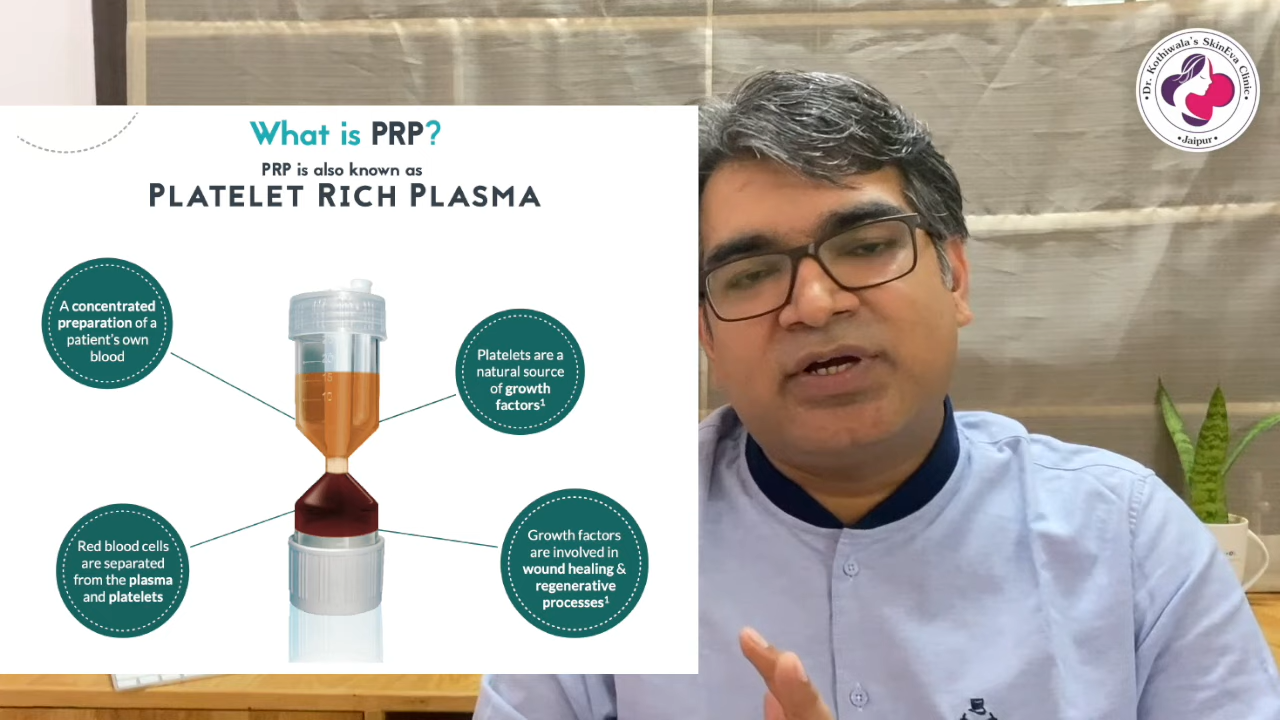 What is PRP?
PRP is also known as
PLATELET RICH PLASMA
A concentrated
preparation of a
patient's own
blood
Platelets are a
natural source
of growth
factors1
Red blood cells
are separated
from the plasma
and platelets
Growth factors
are involved in
wound healing &
regenerative
processes1
15
10
•Dr. Kothiwala's SkinEva Clinic•
•Jaipur•